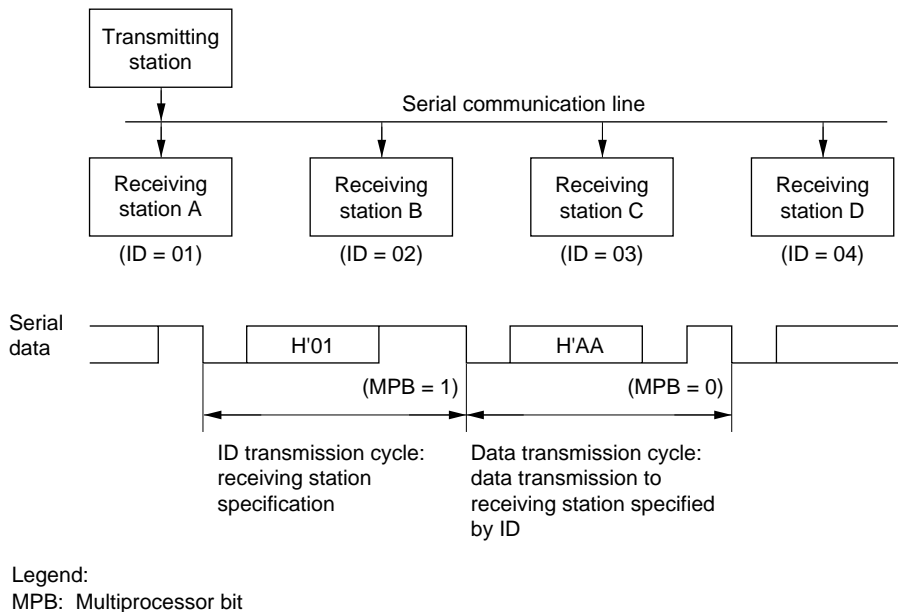 Transmitting
station
Serial communication line
Receiving
station A
Receiving
station B
Receiving
station C
Receiving
station D
(ID = 01)
(ID = 02)
(ID = 03)
(ID = 04)
Serial
data
H'01
H'AA
(MPB = 1)
(MPB = 0)
ID transmission cycle:
receiving station
specification
Data transmission cycle:
data transmission to
receiving station specified
by ID
Legend:
MPB: Multiprocessor bit